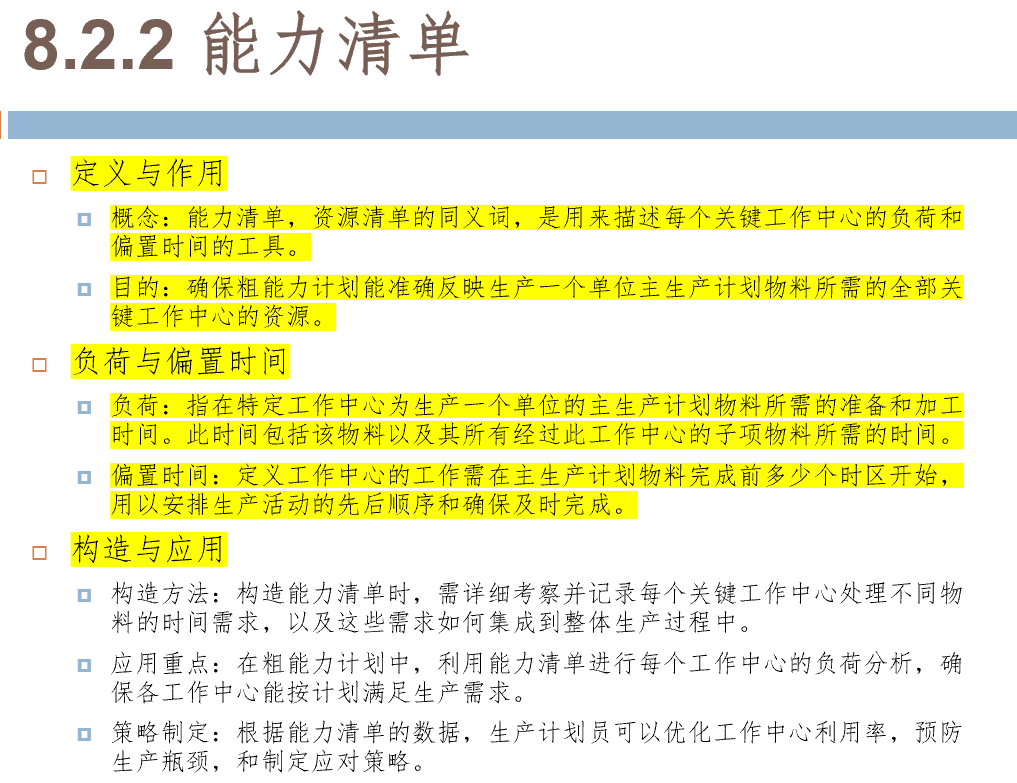 8.2.2 能力清单
定义与作用
概念：能力清单，资源清单的同义词，是用来描述每个关键工作中心的负荷和
偏置时间的工具。
目的：确保粗能力计划能准确反映生产一个单位主生产计划物料所需的全部关
键工作中心的资源。
负荷与偏置时间
负荷：指在特定工作中心为生产一个单位的主生产计划物料所需的准备和加工
时间。此时间包括该物料以及其所有经过此工作中心的子项物料所需的时间。
偏置时间：定义工作中心的工作需在主生产计划物料完成前多少个时区开始，
用以安排生产活动的先后顺序和确保及时完成。
构造与应用
构造方法：构造能力清单时，需详细考察并记录每个关键工作中心处理不同物
料的时间需求，以及这些需求如何集成到整体生产过程中。
应用重点：在粗能力计划中，利用能力清单进行每个工作中心的负荷分析，确
保各工作中心能按计划满足生产需求。
策略制定：根据能力清单的数据，生产计划员可以优化工作中心利用率，预防
生产瓶颈，和制定应对策略。